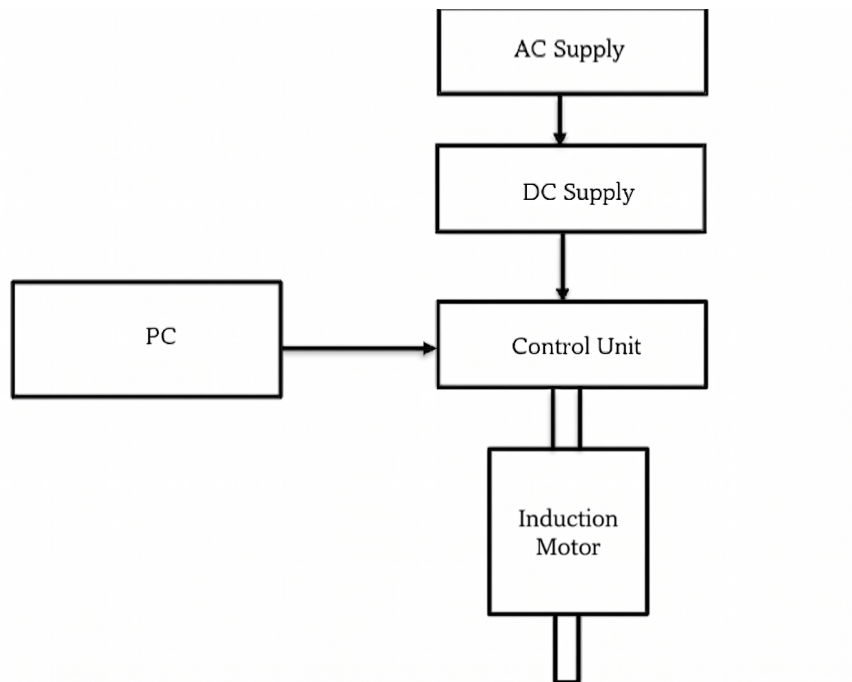 AC Supply
DC Supply
PC
Control Unit
Induction
Motor